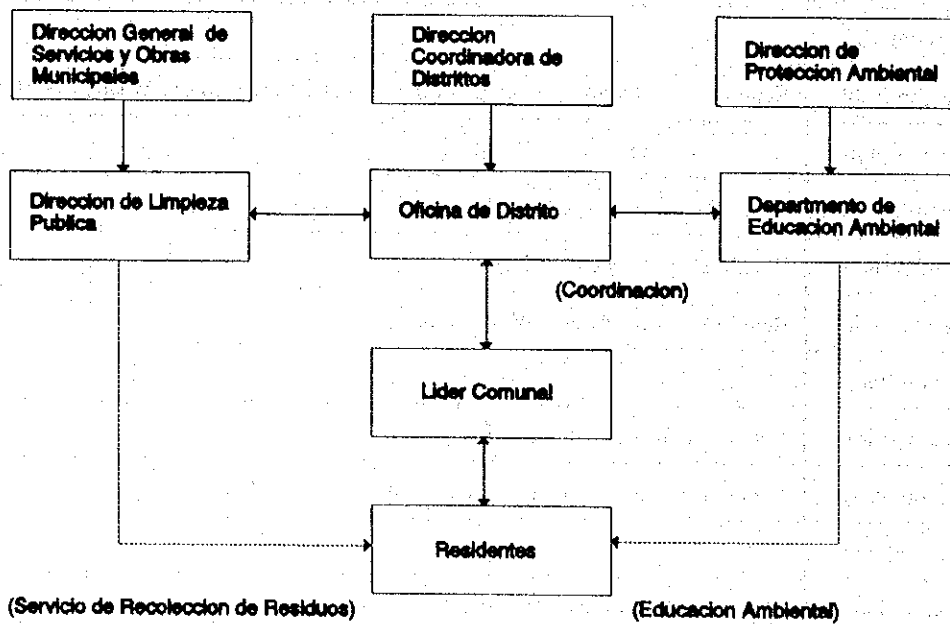 Direccion General de
Servicios y Obras
Municipales
Direccion
Coordinadora de
Distrittos
Direccion de
Proteccion Ambiental
Direccion de Limpieza
Publica
Oficina de Distrito
Departmento de
Educacion Ambiental
(Coordinacion)
Lider Comunal
Residentes
(Servicio de Recoleccion de Residuos)
(Educacion Ambiental)